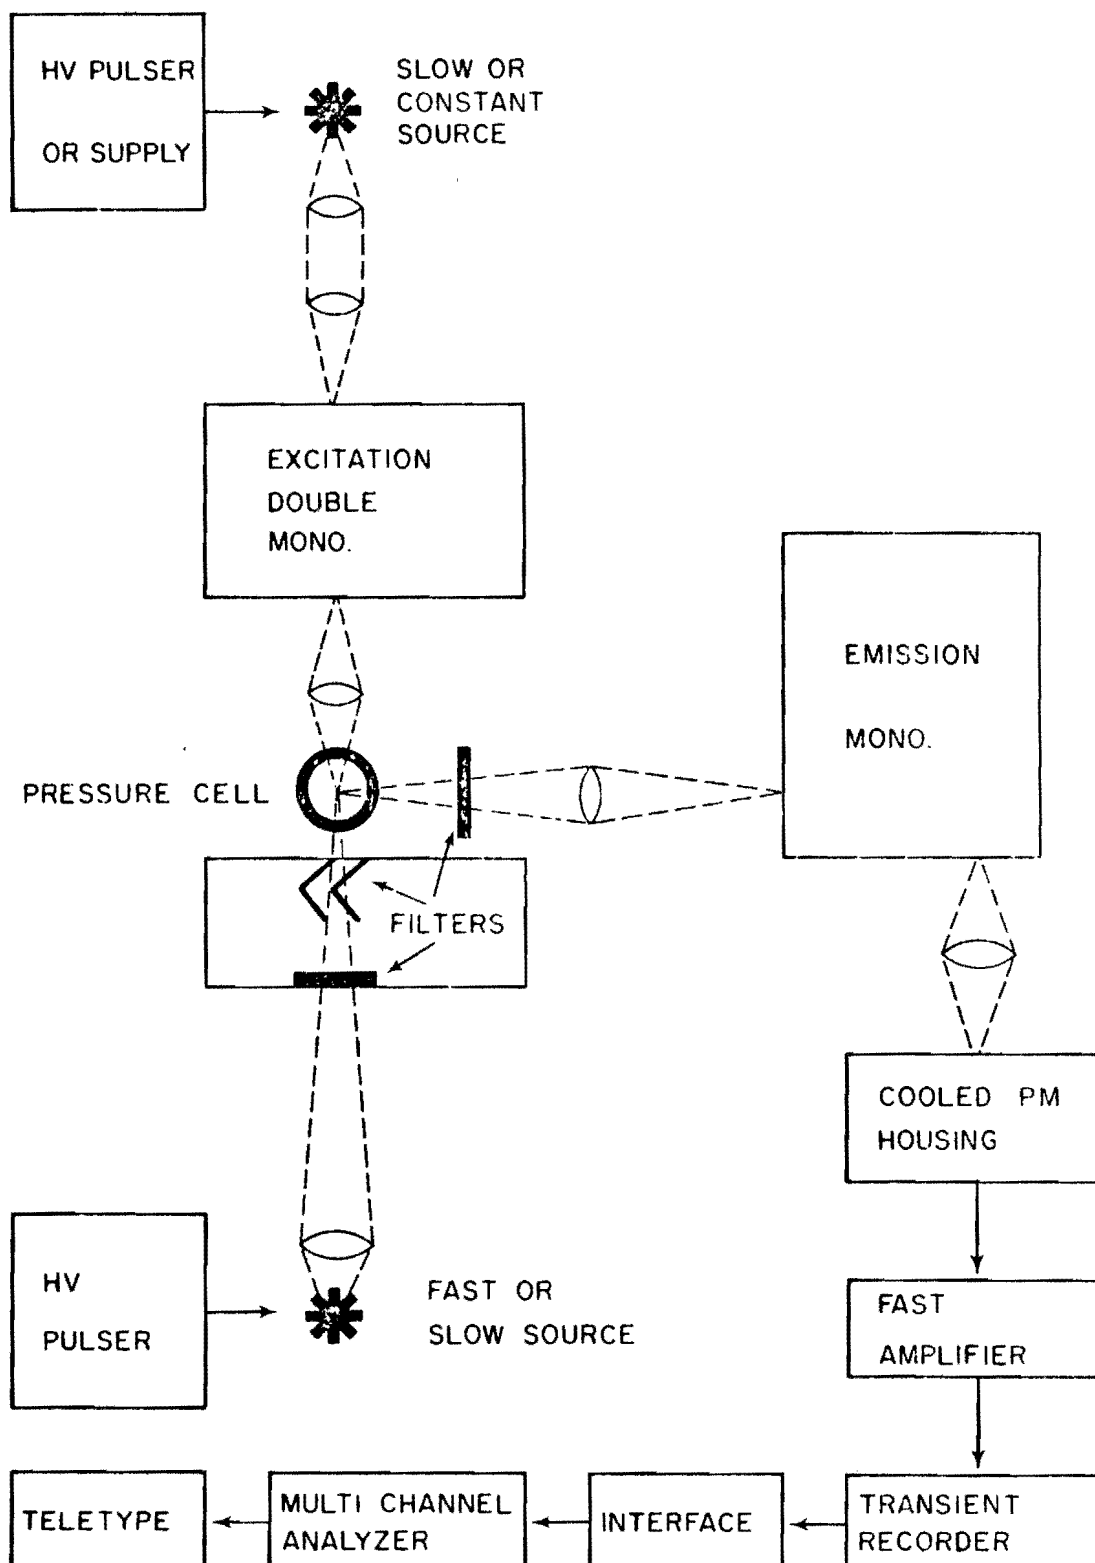 HV PULSER
OR SUPPLY
SLOW OR
CONSTANT
SOURCE
EXCITATION
DOUBLE
MONO.
EMISSION
MONO.
PRESSURE CELL
FILTERS
COOLED PM
HOUSING
HV
PULSER
FAST OR
SLOW SOURCE
FAST
AMPLIFIER
TELETYPE
MULTI CHANNEL
ANALYZER
INTERFACE
TRANSIENT
RECORDER